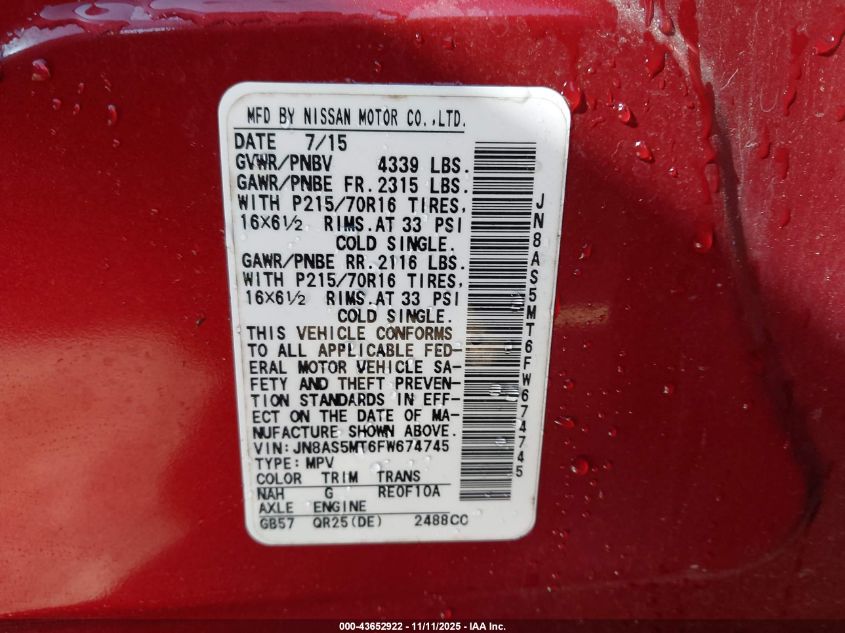 MFD BY NISSAN MOTOR CO.,LTD.
DATE 7/15
GVWR/PNBV 4339 LBS.
GAWR/PNBE FR. 2315 LBS.
WITH P215/70R16 TIRES,
16X6½ RIMS.AT 33 PSI
COLD SINGLE.
GAWR/PNBE RR. 2116 LBS.
WITH P215/70R16 TIRES,
16X6½ RIMS.AT 33 PSI
COLD SINGLE.
THIS VEHICLE CONFORMS
TO ALL APPLICABLE FED-
ERAL MOTOR VEHICLE SA-
FETY AND THEFT PREVEN-
TION STANDARDS IN EFF-
ECT ON THE DATE OF MA-
NUFACTURE SHOWN ABOVE.
VIN:JN8AS5MT6FW674745
TYPE: MPV
COLOR TRIM TRANS
NAH G RE0F10A
AXLE ENGINE
GB57 QR25(DE) 2488CC
JN8AS5MT6FW674745
000-43652922 - 11/11/2025 - IAA Inc.